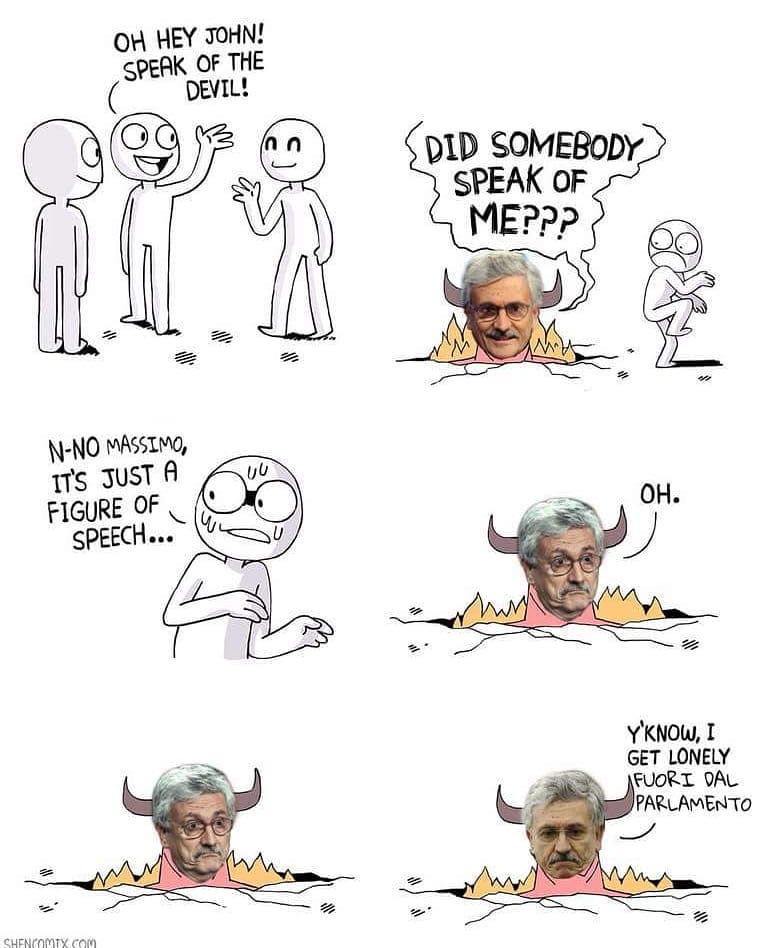 OH HEY JOHN!
SPEAK OF THE
DEVIL!
DID SOMEBODY
SPEAK OF
ME???
N-NO MASSIMO,
IT'S JUST A
FIGURE OF
SPEECH...
OH.
Y'KNOW, I
GET LONELY
FUORI DAL
PARLAMENTO
SHENCOMIX.COM